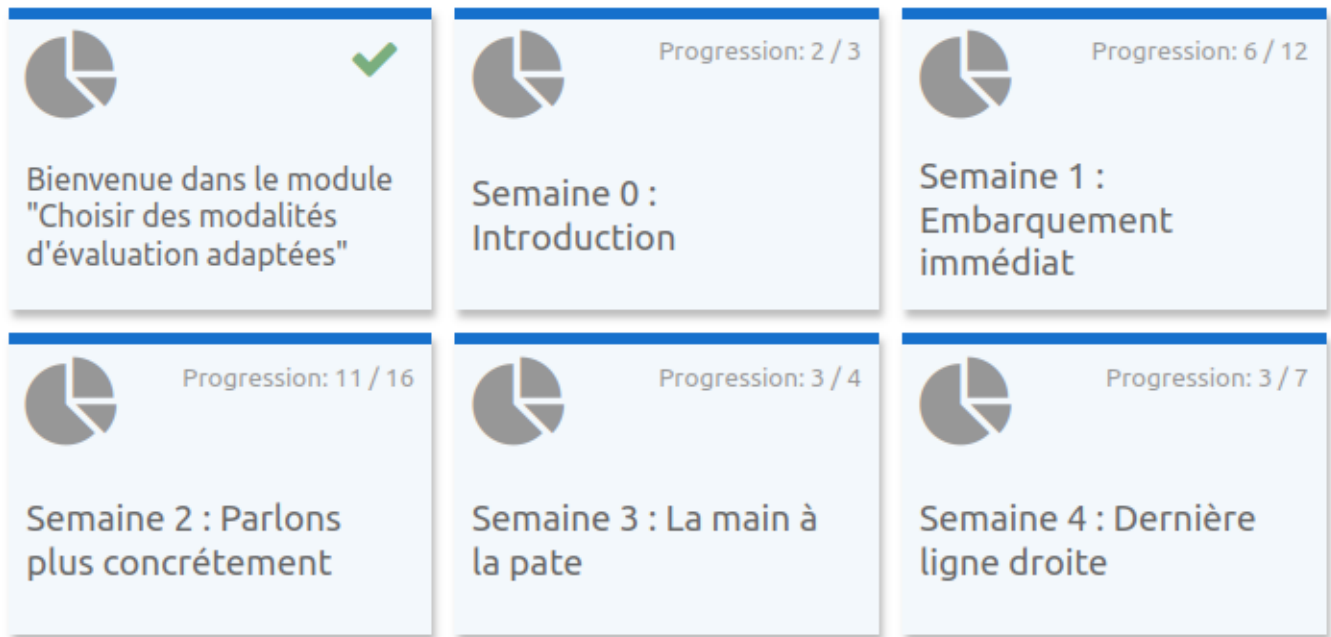 Bienvenue dans le module
"Choisir des modalités
d'évaluation adaptées"
Progression: 2 / 3
Semaine 0 :
Introduction
Progression: 6 / 12
Semaine 1 :
Embarquement
immédiat
Progression: 11 / 16
Semaine 2 : Parlons
plus concrétement
Progression: 3 / 4
Semaine 3 : La main à
la pate
Progression: 3 / 7
Semaine 4 : Dernière
ligne droite